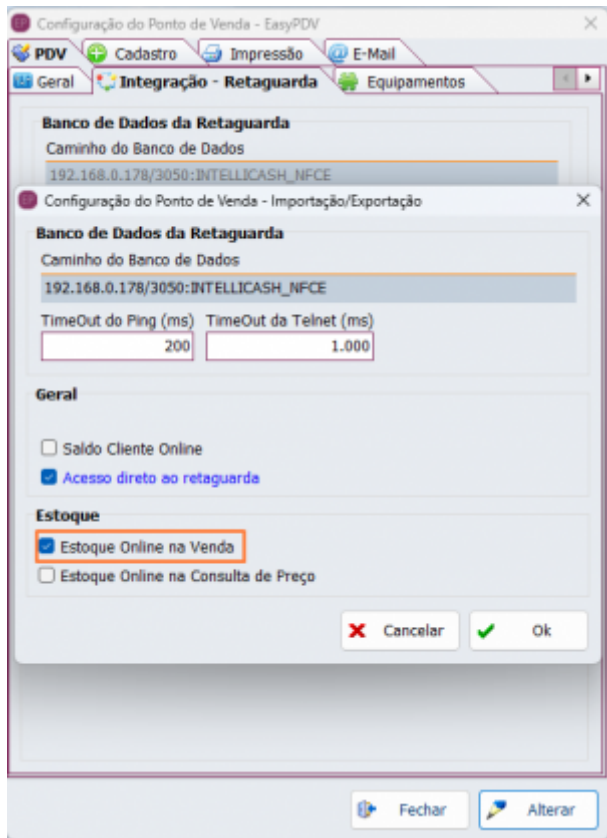 Configuração do Ponto de Venda - EasyPDV
PDV Cadastro Impressão E-Mail
Geral Integração - Retaguarda Equipamentos
Banco de Dados da Retaguarda
Caminho do Banco de Dados
192.168.0.178/3050:INTELLICASH_NFCE
Configuração do Ponto de Venda - Importação/Exportação
Banco de Dados da Retaguarda
Caminho do Banco de Dados
192.168.0.178/3050:INTELLICASH_NFCE
TimeOut do Ping (ms) TimeOut da Telnet (ms)
200 1.000
Geral
Saldo Cliente Online
Acesso direto ao retaguarda
Estoque
Estoque Online na Venda
Estoque Online na Consulta de Preço
Cancelar Ok
Fechar Alterar